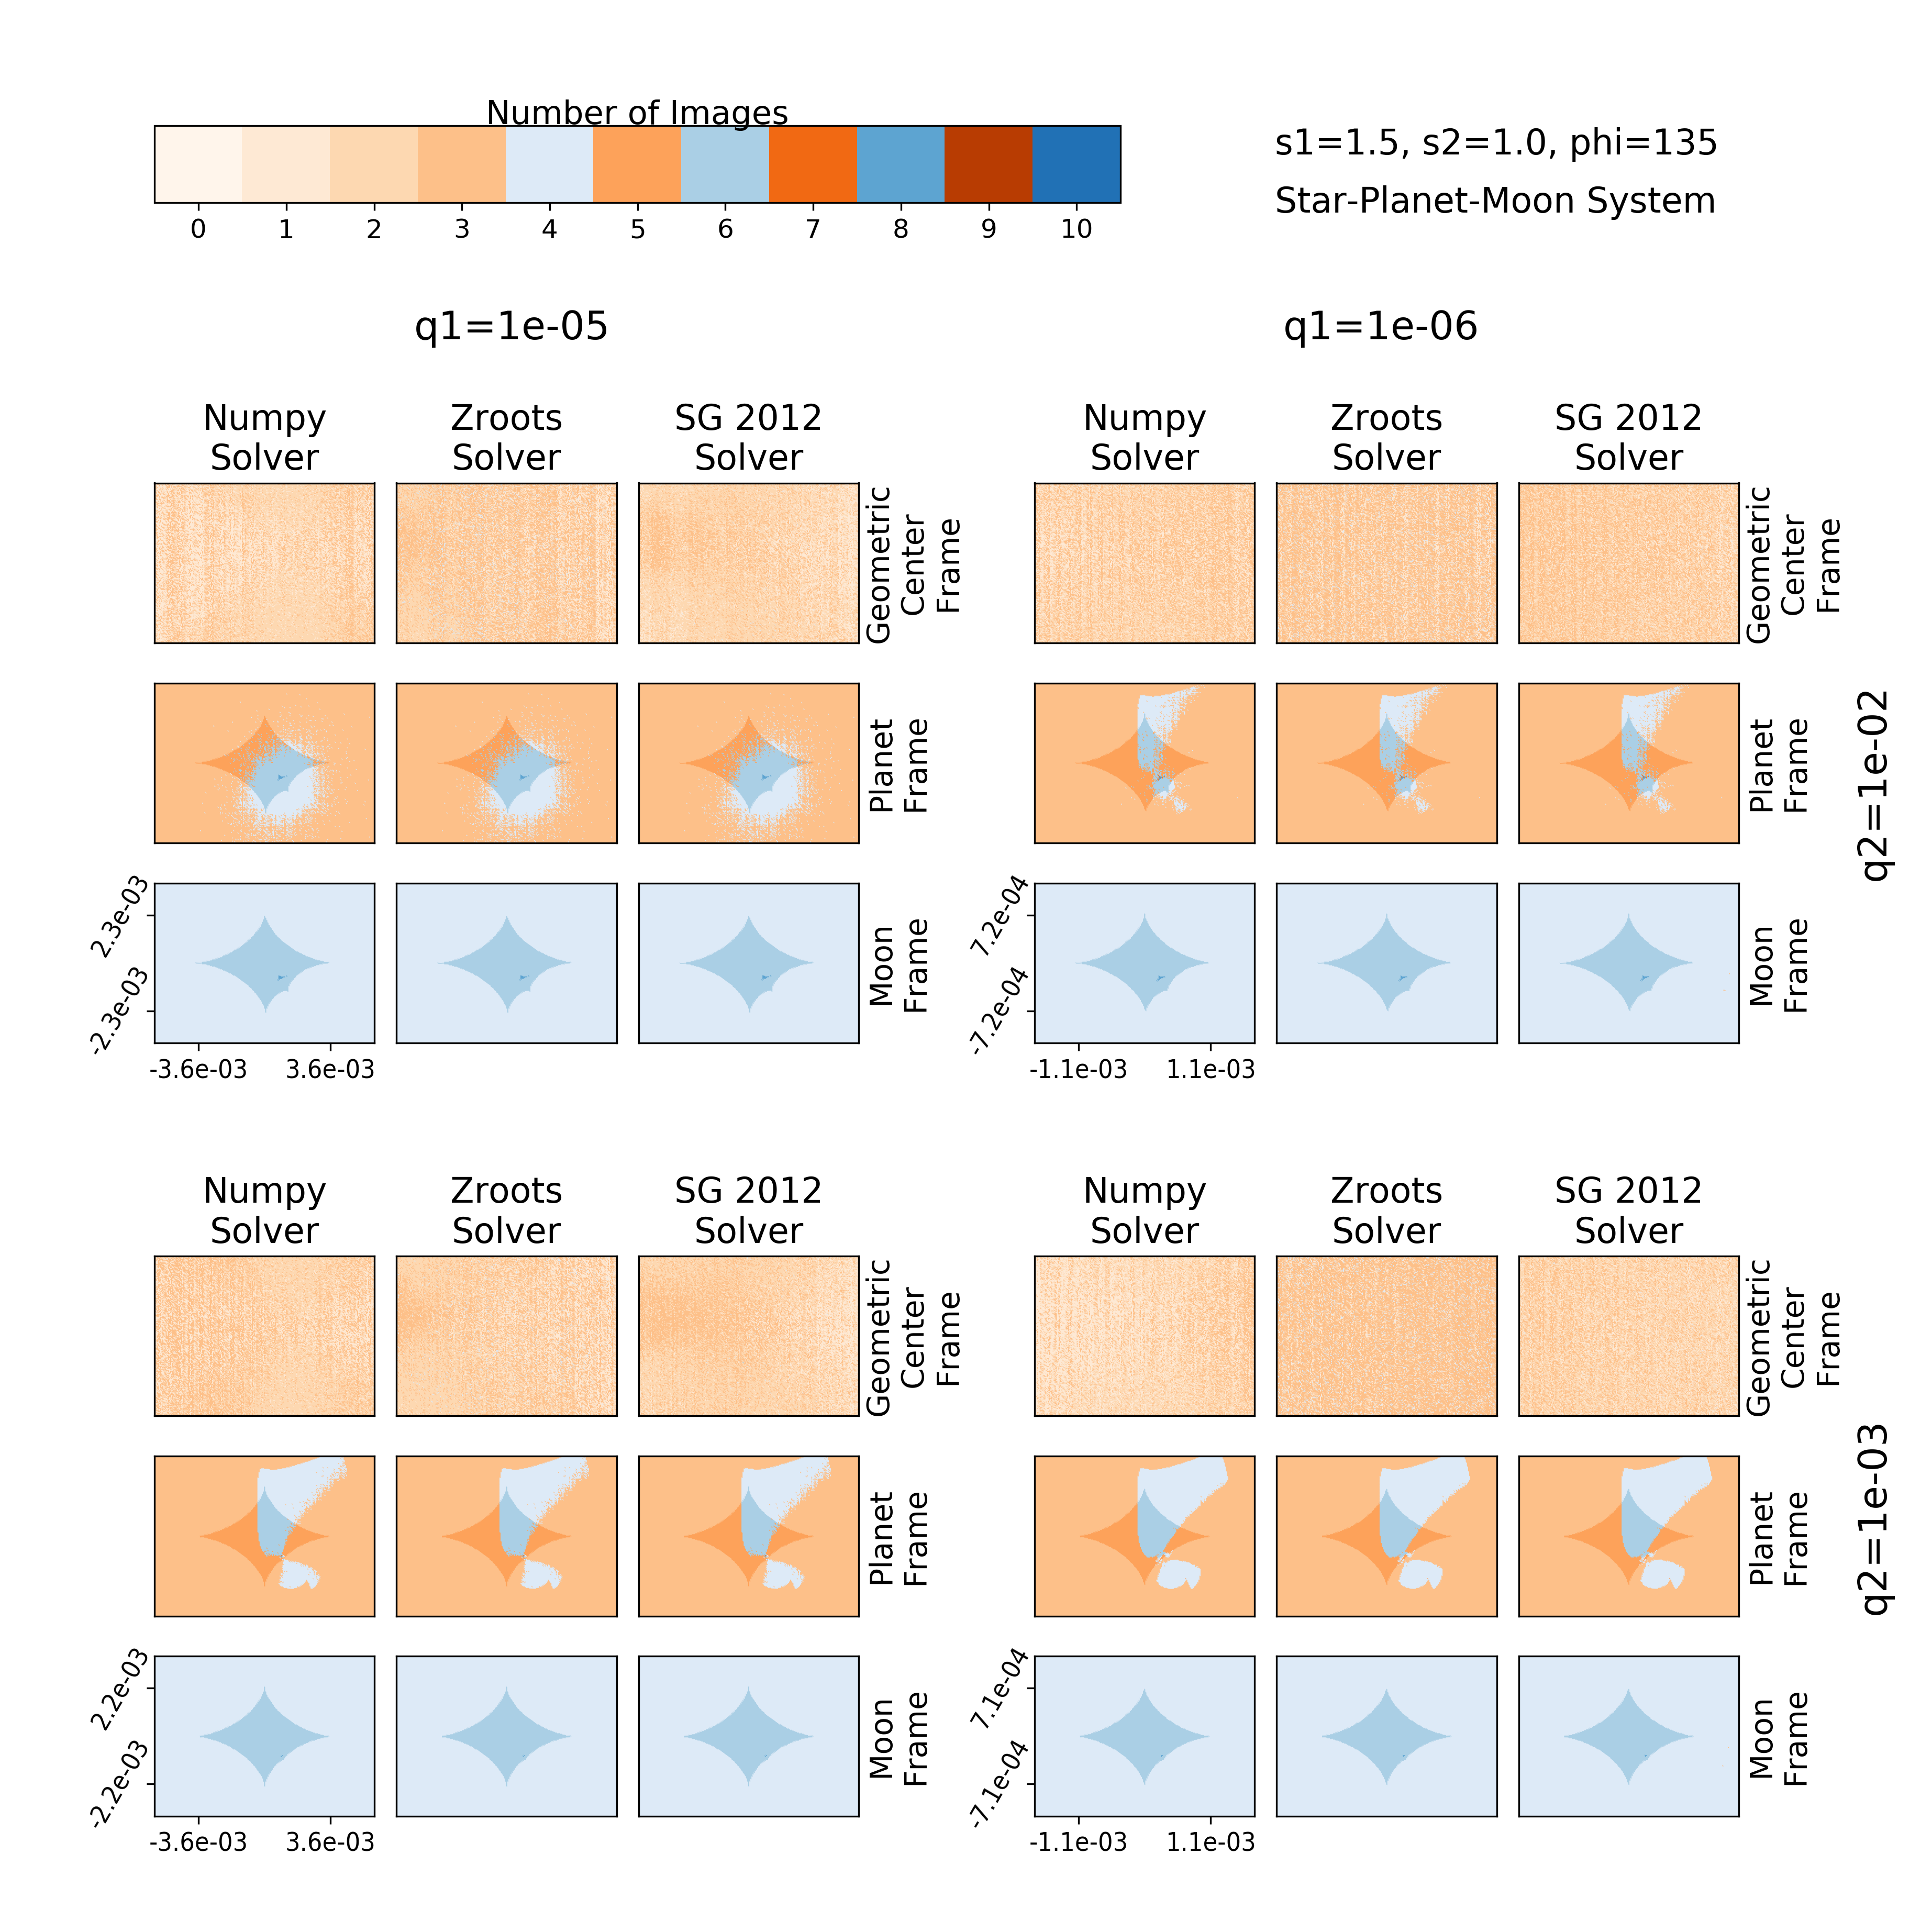 Number of Images
0 1 2 3 4 5 6 7 8 9 10
s1=1.5, s2=1.0, phi=135
Star-Planet-Moon System
q1=1e-05
q1=1e-06
Numpy
Solver
Zroots
Solver
SG 2012
Solver
Numpy
Solver
Zroots
Solver
SG 2012
Solver
Geometric
Center
Frame
Geometric
Center
Frame
Planet
Frame
Planet
Frame
q2=1e-02
2.3e-03
-2.3e-03
Moon
Frame
7.2e-04
-7.2e-04
Moon
Frame
-3.6e-03 3.6e-03
-1.1e-03 1.1e-03
Numpy
Solver
Zroots
Solver
SG 2012
Solver
Numpy
Solver
Zroots
Solver
SG 2012
Solver
Geometric
Center
Frame
Geometric
Center
Frame
Planet
Frame
Planet
Frame
q2=1e-03
2.2e-03
-2.2e-03
Moon
Frame
7.1e-04
-7.1e-04
Moon
Frame
-3.6e-03 3.6e-03
-1.1e-03 1.1e-03